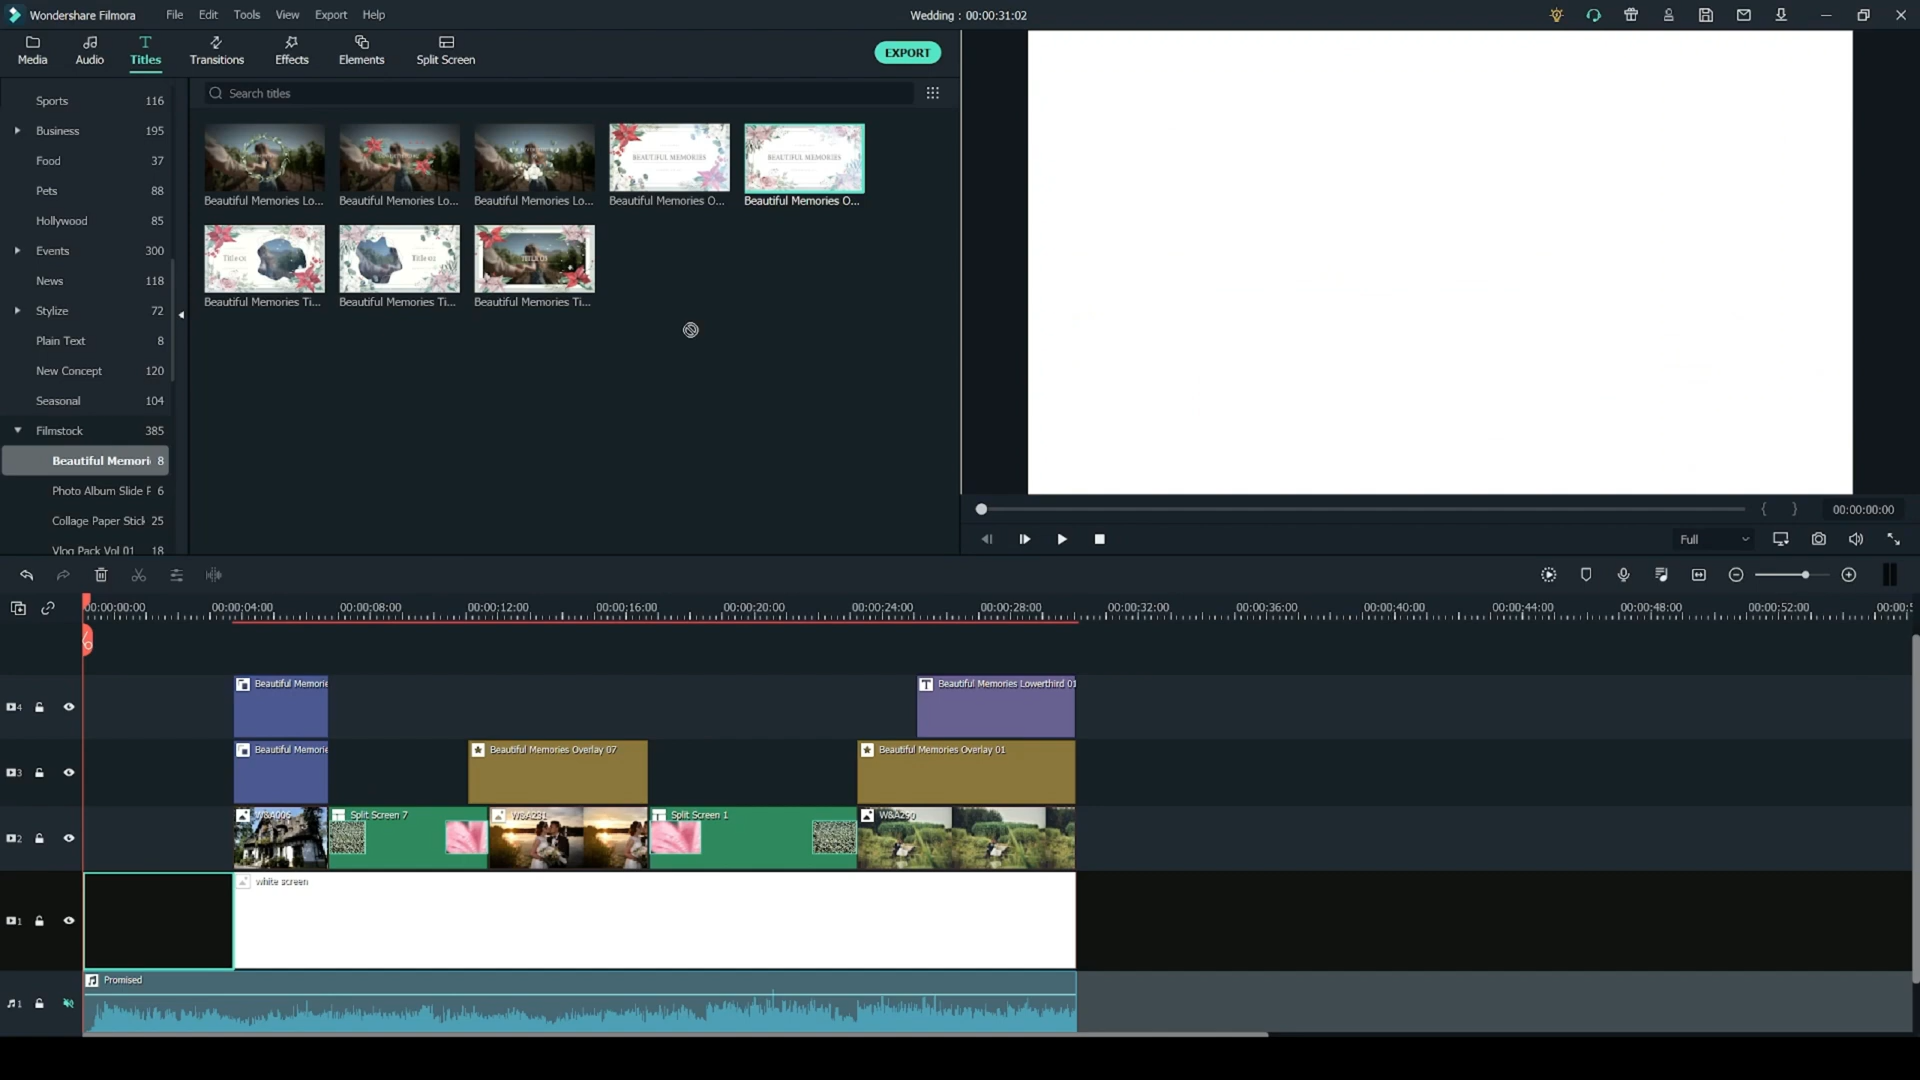 Wondershare Filmora File Edit Tools View Export Help Wedding : 00:00:31:02
Media Audio Titles Transitions Effects Elements Split Screen EXPORT
Sports 116
Business 195
Food 37
Pets 88
Hollywood 85
Events 300
News 118
Stylize 72
Plain Text 8
New Concept 120
Seasonal 104
Filmstock 385
Beautiful Memori 8
Photo Album Slide P 6
Collage Paper Stick 25
Vlog Pack Vol 01 18
Search titles
BEAUTIFUL MEMORIES BEAUTIFUL MEMORIES
Beautiful Memories Lo... Beautiful Memories Lo... Beautiful Memories Lo... Beautiful Memories O... Beautiful Memories O...
Title 01 Title 02 TITLE 03
Beautiful Memories Ti... Beautiful Memories Ti... Beautiful Memories Ti...
{ } 00:00:00:00
Full
00:00:00:00 00:00:04:00 00:00:08:00 00:00:12:00 00:00:16:00 00:00:20:00 00:00:24:00 00:00:28:00 00:00:32:00 00:00:36:00 00:00:40:00 00:00:44:00 00:00:48:00 00:00:52:00 00:00:5
4 Beautiful Memorie Beautiful Memories Lowerthird 01
3 Beautiful Memorie Beautiful Memories Overlay 07 Beautiful Memories Overlay 01
2 W&A006 Split Screen 7 W&A231 Split Screen 1 W&A290
1 white screen
1 Promised